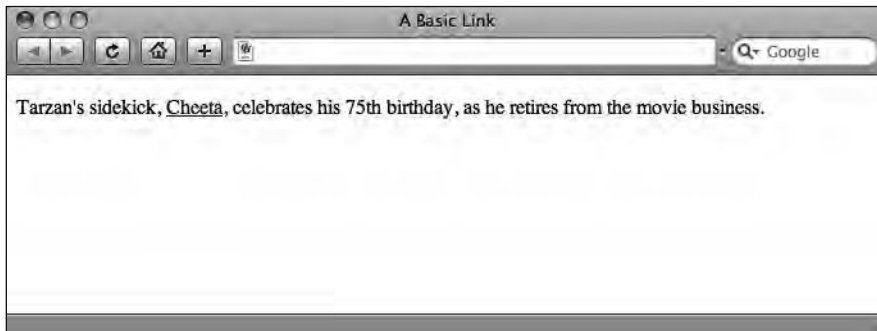 A Basic Link
Google
Tarzan's sidekick, Cheeta, celebrates his 75th birthday, as he retires from the movie business.